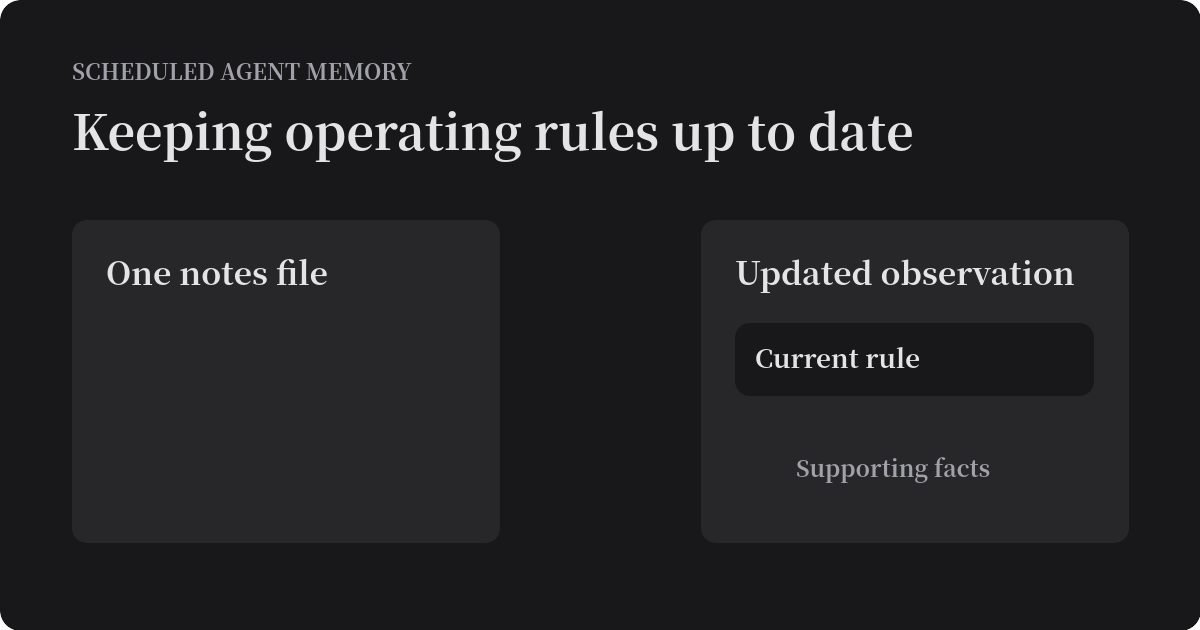 SCHEDULED AGENT MEMORY
Keeping operating rules up to date
One notes file
Updated observation
Current rule
Supporting facts